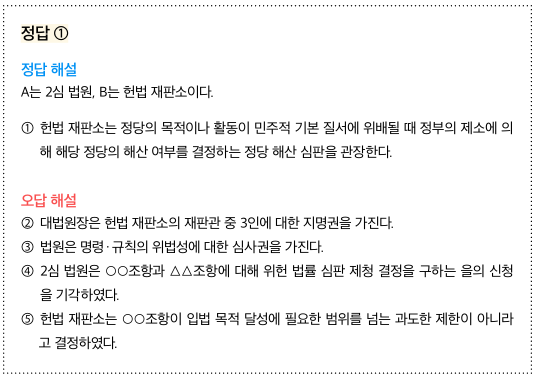 정답 ①
정답 해설
A는 2심 법원, B는 헌법 재판소이다.
① 헌법 재판소는 정당의 목적이나 활동이 민주적 기본 질서에 위배될 때 정부의 제소에 의
해 해당 정당의 해산 여부를 결정하는 정당 해산 심판을 관장한다.
오답 해설
② 대법원장은 헌법 재판소의 재판관 중 3인에 대한 지명권을 가진다.
③ 법원은 명령·규칙의 위법성에 대한 심사권을 가진다.
④ 2심 법원은 ○○조항과 △△조항에 대해 위헌 법률 심판 제청 결정을 구하는 을의 신청
을 기각하였다.
⑤ 헌법 재판소는 ○○조항이 입법 목적 달성에 필요한 범위를 넘는 과도한 제한이 아니라
고 결정하였다.